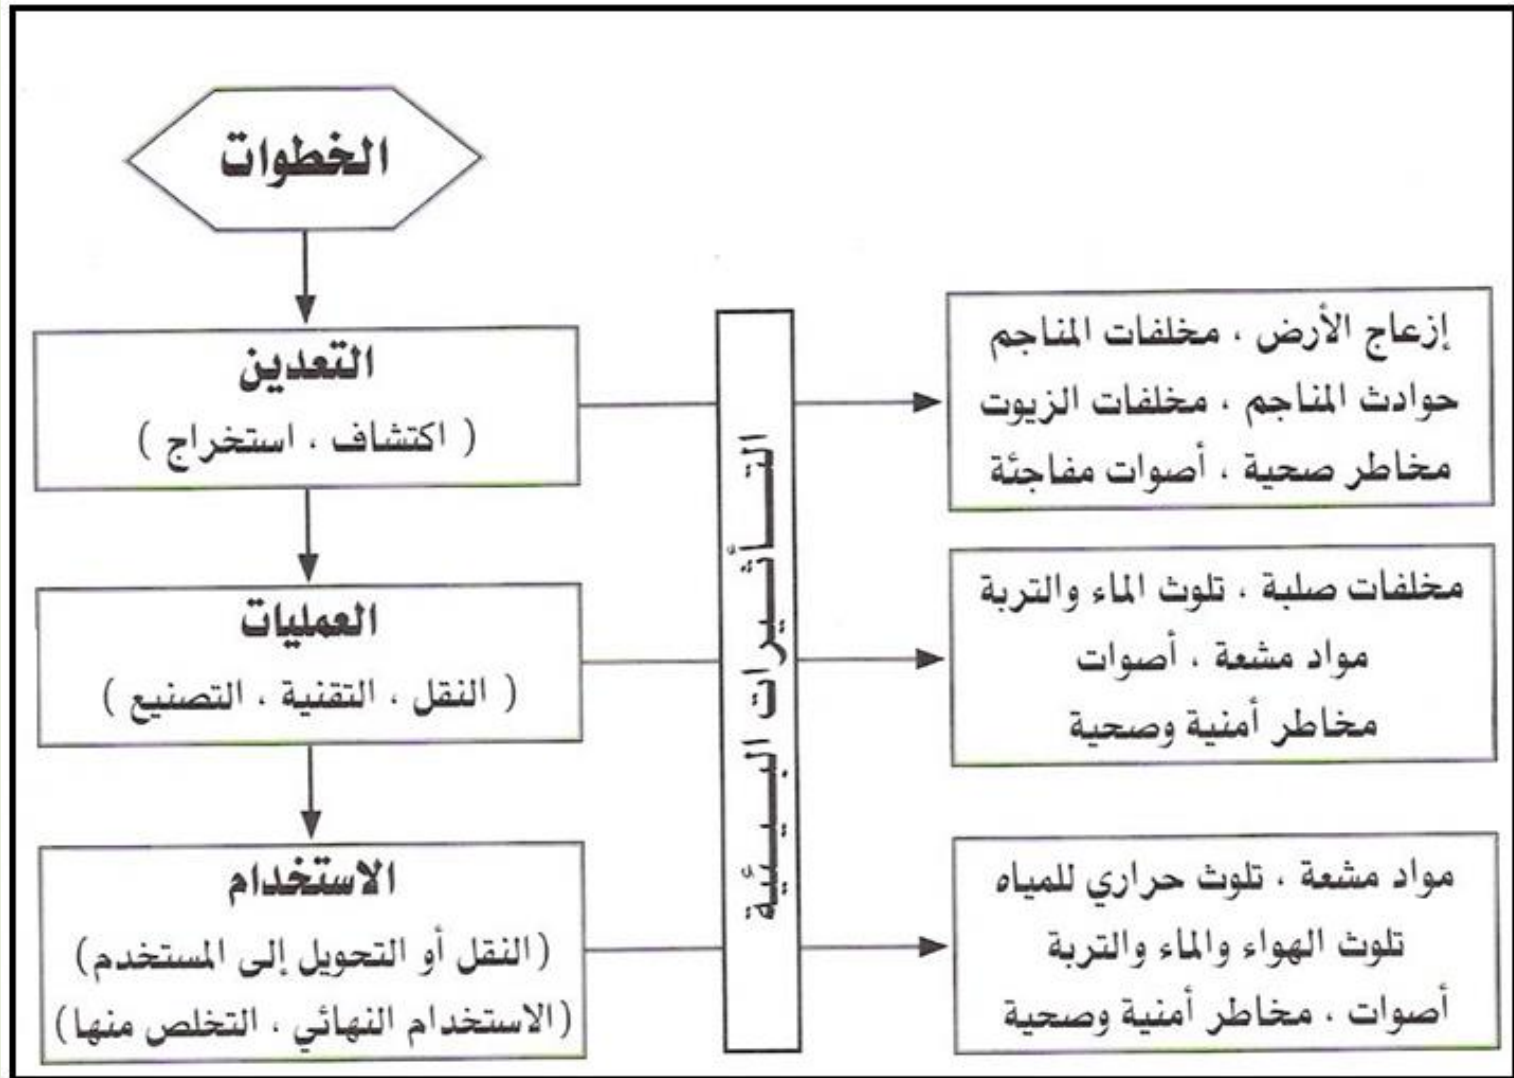 الخطوات
التعدين
( اكتشاف ، استخراج )
العمليات
( النقل ، التقنية ، التصنيع )
الاستخدام
(النقل أو التحويل إلى المستخدم)
(الاستخدام النهائي ، التخلص منها)
التأثيرات البيئية
إزعاج الأرض ، مخلفات المناجم
حوادث المناجم ، مخلفات الزيوت
مخاطر صحية ، أصوات مفاجئة
مخلفات صلبة ، تلوث الماء والتربة
مواد مشعة ، أصوات
مخاطر أمنية وصحية
مواد مشعة ، تلوث حراري للمياه
تلوث الهواء والماء والتربة
أصوات ، مخاطر أمنية وصحية